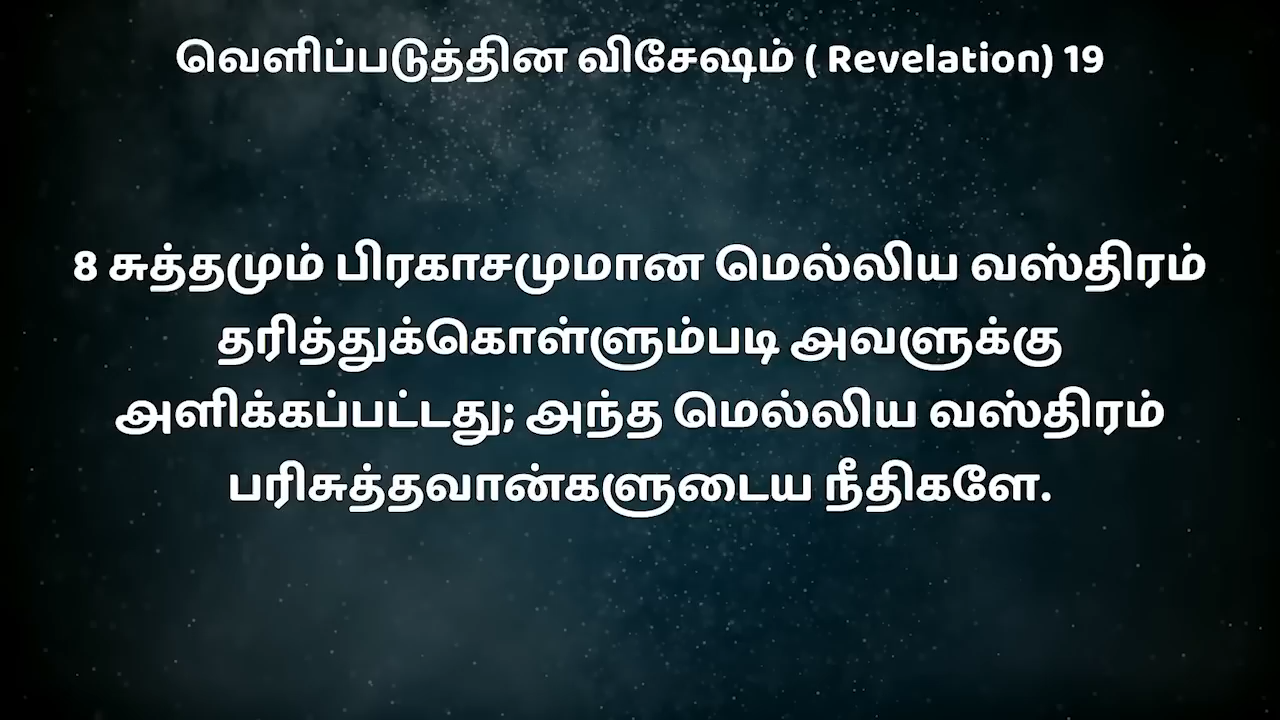 வெளிப்படுத்தின விசேஷம் ( Revelation) 19
8 சுத்தமும் பிரகாசமுமான மெல்லிய வஸ்திரம்
தரித்துக்கொள்ளும்படி அவளுக்கு
அளிக்கப்பட்டது; அந்த மெல்லிய வஸ்திரம்
பரிசுத்தவான்களுடைய நீதிகளே.